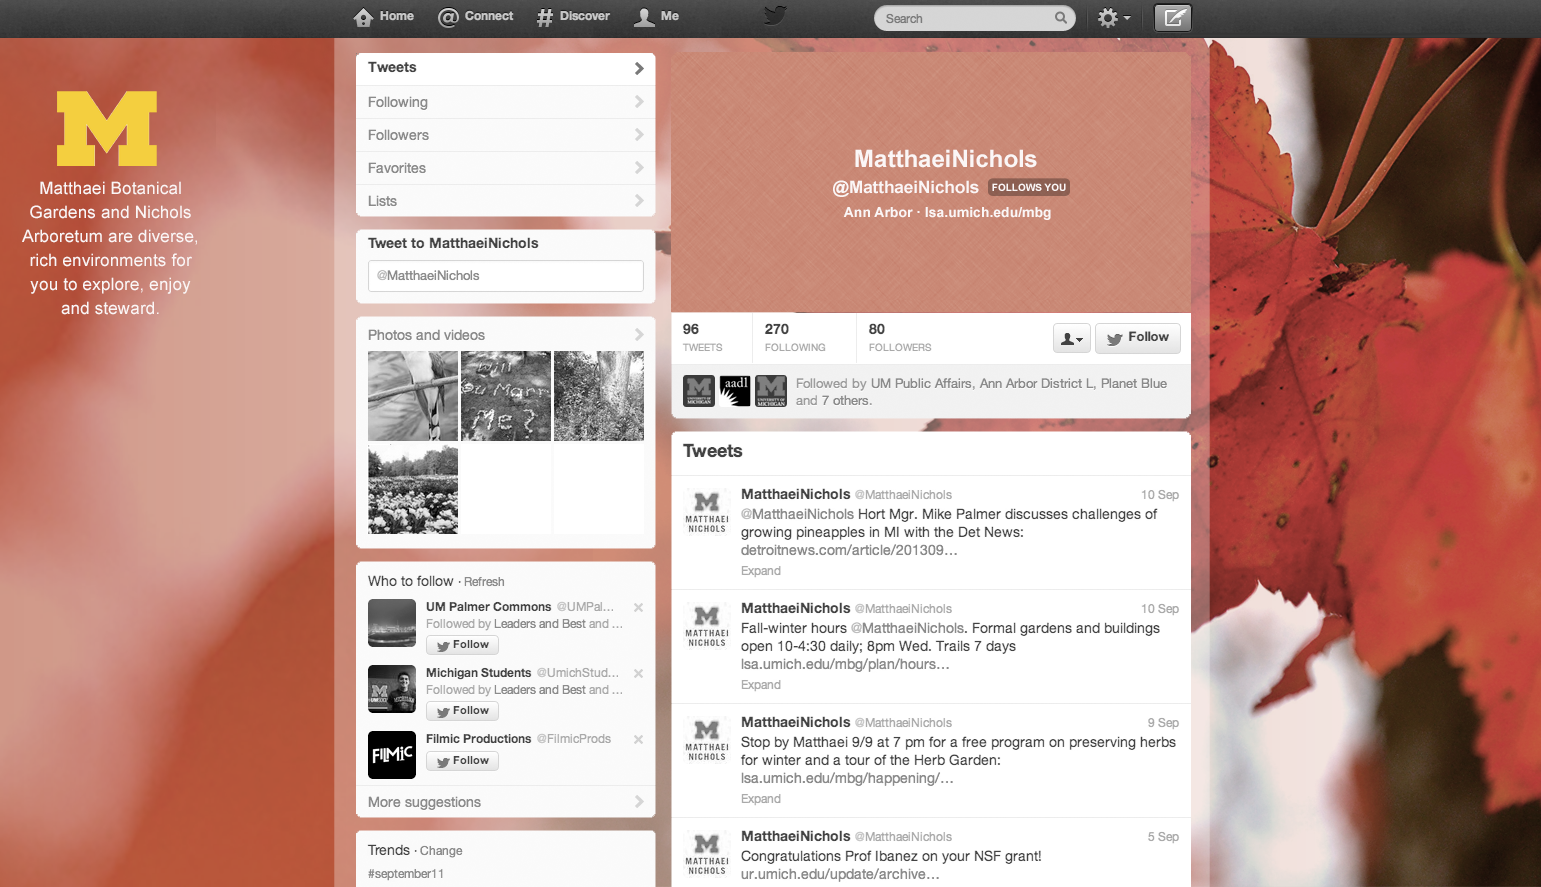 Home
Connect
Discover
Me
Search
M
Matthaei Botanical
Gardens and Nichols
Arboretum are diverse,
rich environments for
you to explore, enjoy
and steward.
Tweets
Following
Followers
Favorites
Lists
Tweet to MatthaeiNichols
@MatthaeiNichols
Photos and videos
Will
You Marry
Me?
Who to follow · Refresh
UM Palmer Commons @UMPal...
Followed by Leaders and Best and ...
Follow
Michigan Students @UmichStud...
Followed by Leaders and Best and ...
Follow
FILMIC
Filmic Productions @FilmicProds
Follow
More suggestions
Trends · Change
#september11
MatthaeiNichols
@MatthaeiNichols FOLLOWS YOU
Ann Arbor · lsa.umich.edu/mbg
96
TWEETS
270
FOLLOWING
80
FOLLOWERS
Follow
M
UNIVERSITY OF
MICHIGAN
aadl
M
UNIVERSITY OF
MICHIGAN
Followed by UM Public Affairs, Ann Arbor District L, Planet Blue
and 7 others.
Tweets
M
MATTHAEI
NICHOLS
MatthaeiNichols @MatthaeiNichols 10 Sep
@MatthaeiNichols Hort Mgr. Mike Palmer discusses challenges of
growing pineapples in MI with the Det News:
detroitnews.com/article/201309...
Expand
M
MATTHAEI
NICHOLS
MatthaeiNichols @MatthaeiNichols 10 Sep
Fall-winter hours @MatthaeiNichols. Formal gardens and buildings
open 10-4:30 daily; 8pm Wed. Trails 7 days
lsa.umich.edu/mbg/plan/hours...
Expand
M
MATTHAEI
NICHOLS
MatthaeiNichols @MatthaeiNichols 9 Sep
Stop by Matthaei 9/9 at 7 pm for a free program on preserving herbs
for winter and a tour of the Herb Garden:
lsa.umich.edu/mbg/happening/...
Expand
M
MATTHAEI
NICHOLS
MatthaeiNichols @MatthaeiNichols 5 Sep
Congratulations Prof Ibanez on your NSF grant!
ur.umich.edu/update/archive...